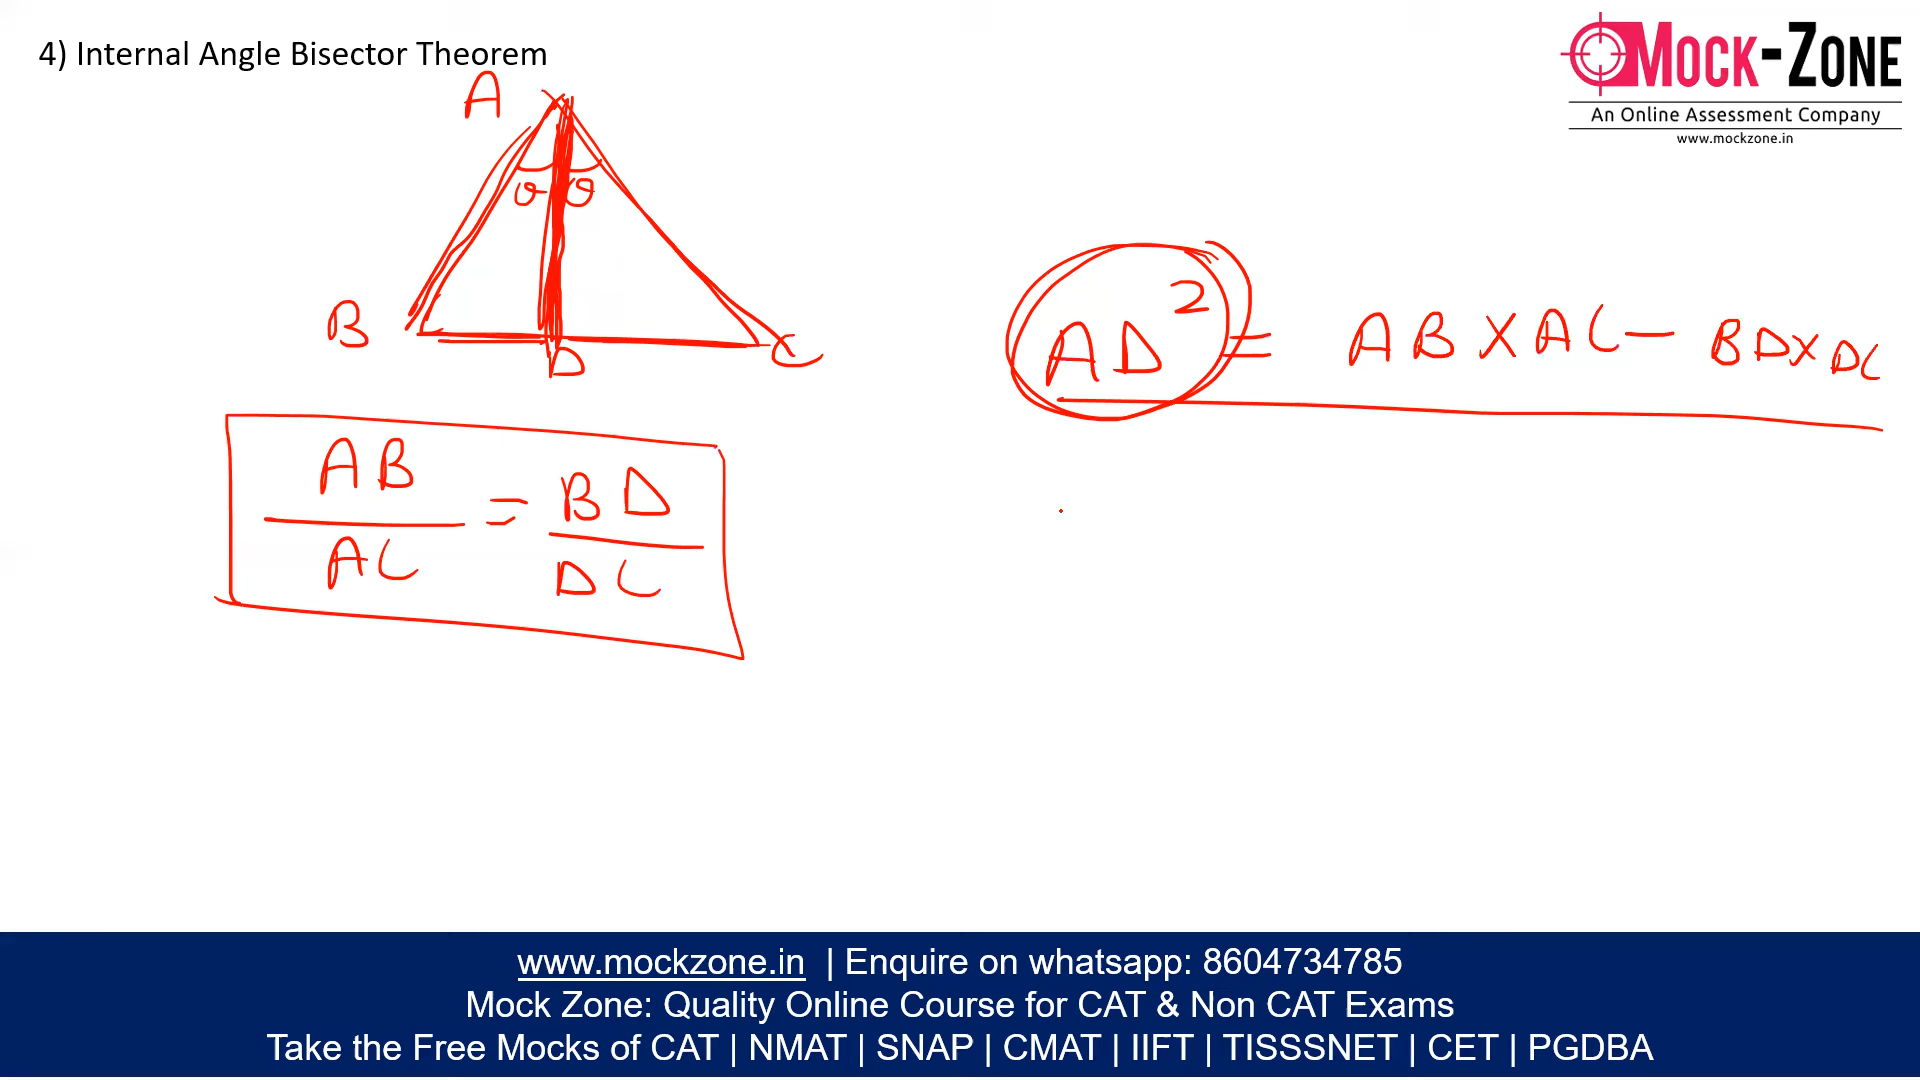 4) Internal Angle Bisector Theorem
MOCK-ZONE
An Online Assessment Company
www.mockzone.in
A
θ θ
B
D
C
AD² = AB X AC - BD X DC
AB/AC = BD/DC
www.mockzone.in | Enquire on whatsapp: 8604734785
Mock Zone: Quality Online Course for CAT & Non CAT Exams
Take the Free Mocks of CAT | NMAT | SNAP | CMAT | IIFT | TISSSNET | CET | PGDBA